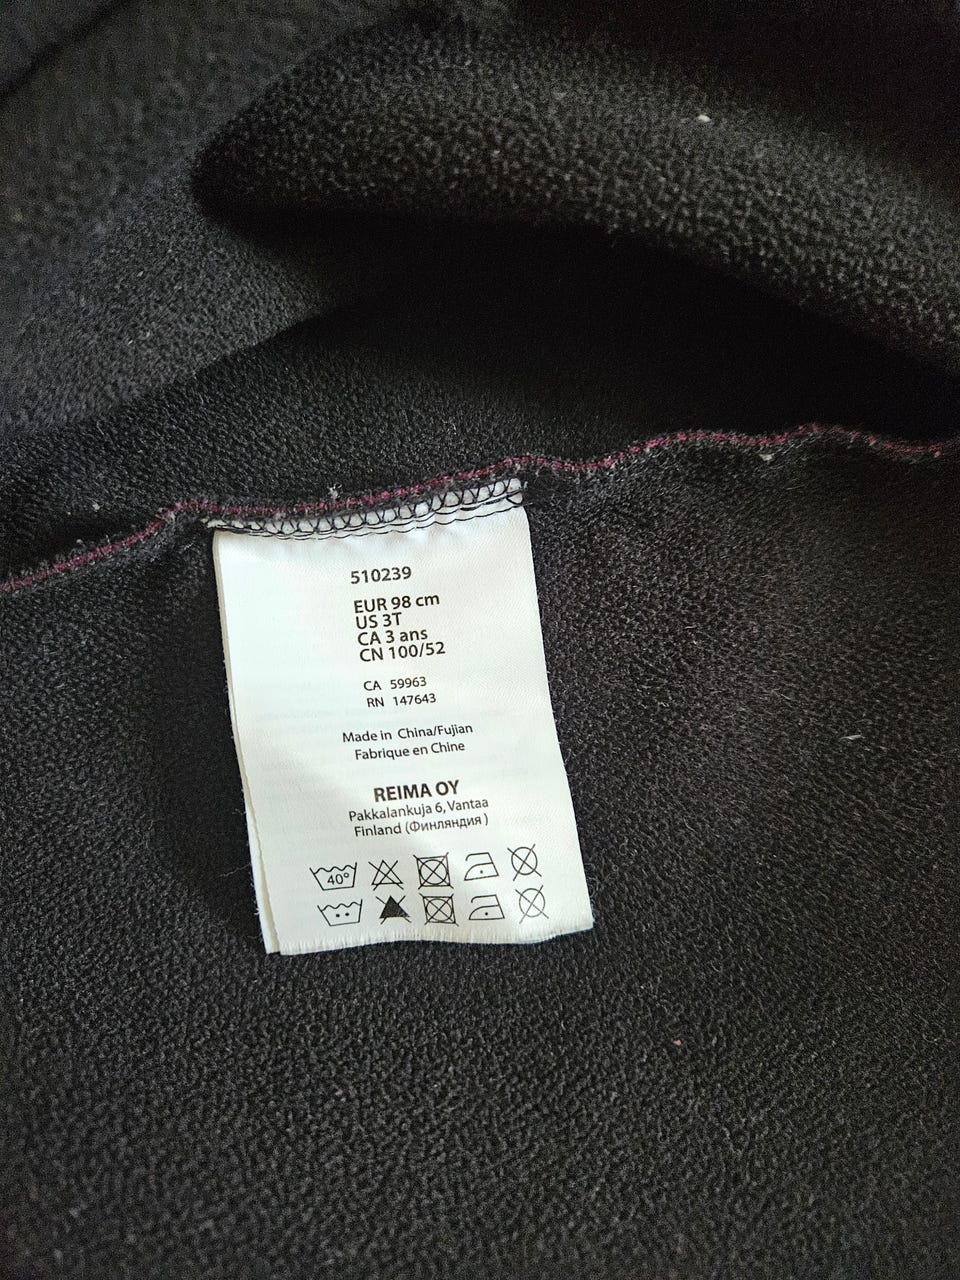 510239
EUR 98 cm
US 3T
CA 3 ans
CN 100/52
CA 59963
RN 147643
Made in China/Fujian
Fabrique en Chine
REIMA OY
Pakkalankuja 6, Vantaa
Finland (Финляндия )
40°